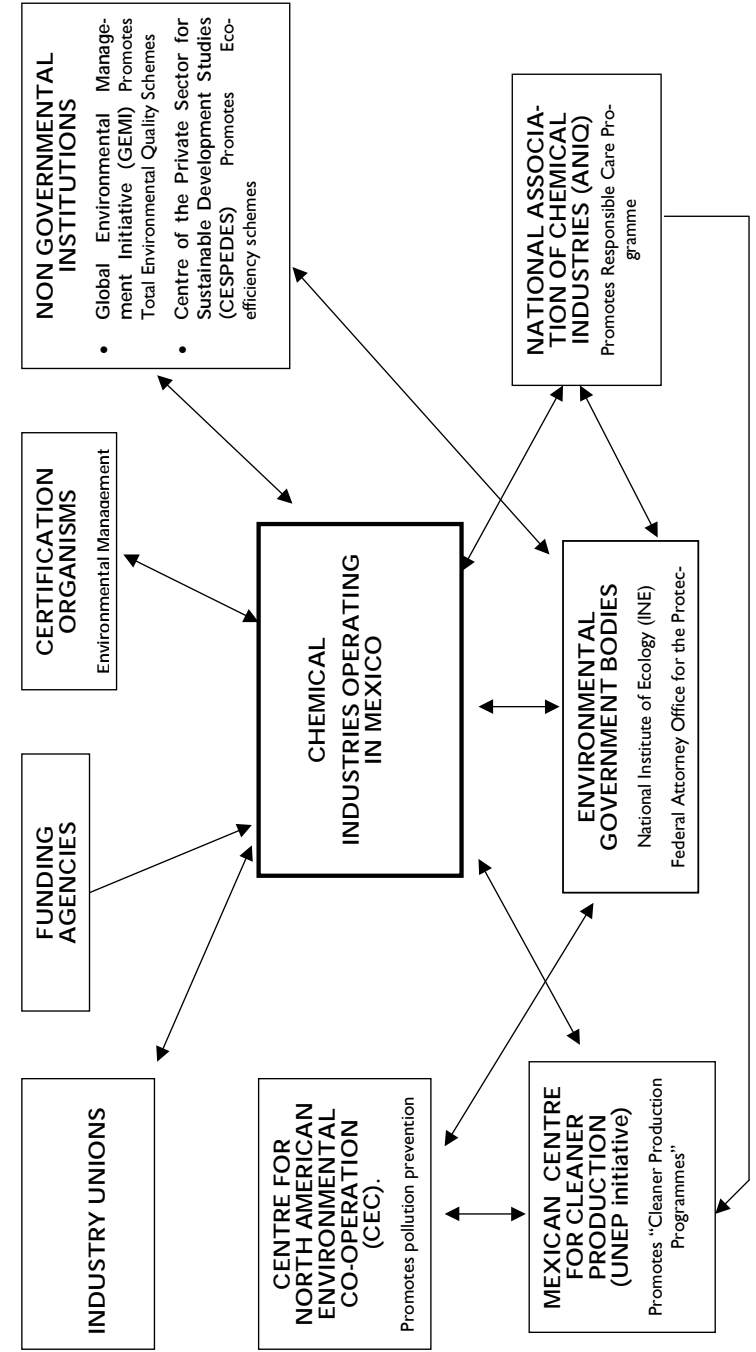 INDUSTRY UNIONS
FUNDING
AGENCIES
CERTIFICATION
ORGANISMS
Environmental Management
NON GOVERNMENTAL
INSTITUTIONS
• Global Environmental Manage-
ment Initiative (GEMI) Promotes
Total Environmental Quality Schemes
• Centre of the Private Sector for
Sustainable Development Studies
(CESPEDES) Promotes Eco-
efficiency schemes
CENTRE FOR
NORTH AMERICAN
ENVIRONMENTAL
CO-OPERATION
(CEC).
Promotes pollution prevention
CHEMICAL
INDUSTRIES OPERATING
IN MEXICO
MEXICAN CENTRE
FOR CLEANER
PRODUCTION
(UNEP initiative)
Promotes “Cleaner Production
Programmes”
ENVIRONMENTAL
GOVERNMENT BODIES
National Institute of Ecology (INE)
Federal Attorney Office for the Protec-
NATIONAL ASSOCIA-
TION OF CHEMICAL
INDUSTRIES (ANIQ)
Promotes Responsible Care Pro-
gramme